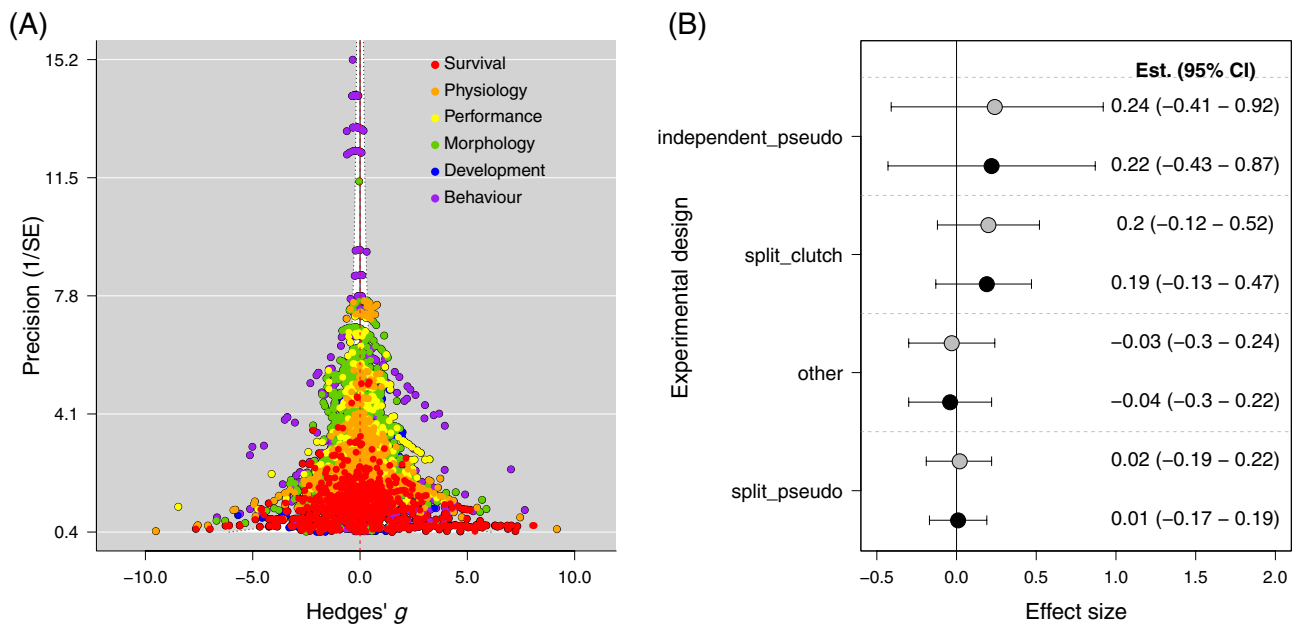 (A)
Precision (1/SE)
15.2
11.5
7.8
4.1
0.4
Survival
Physiology
Performance
Morphology
Development
Behaviour
−10.0 −5.0 0.0 5.0 10.0
Hedges' g
(B)
Experimental design
Est. (95% CI)
0.24 (−0.41 − 0.92)
independent_pseudo
0.22 (−0.43 − 0.87)
0.2 (−0.12 − 0.52)
split_clutch
0.19 (−0.13 − 0.47)
−0.03 (−0.3 − 0.24)
other
−0.04 (−0.3 − 0.22)
0.02 (−0.19 − 0.22)
split_pseudo
0.01 (−0.17 − 0.19)
−0.5 0.0 0.5 1.0 1.5 2.0
Effect size